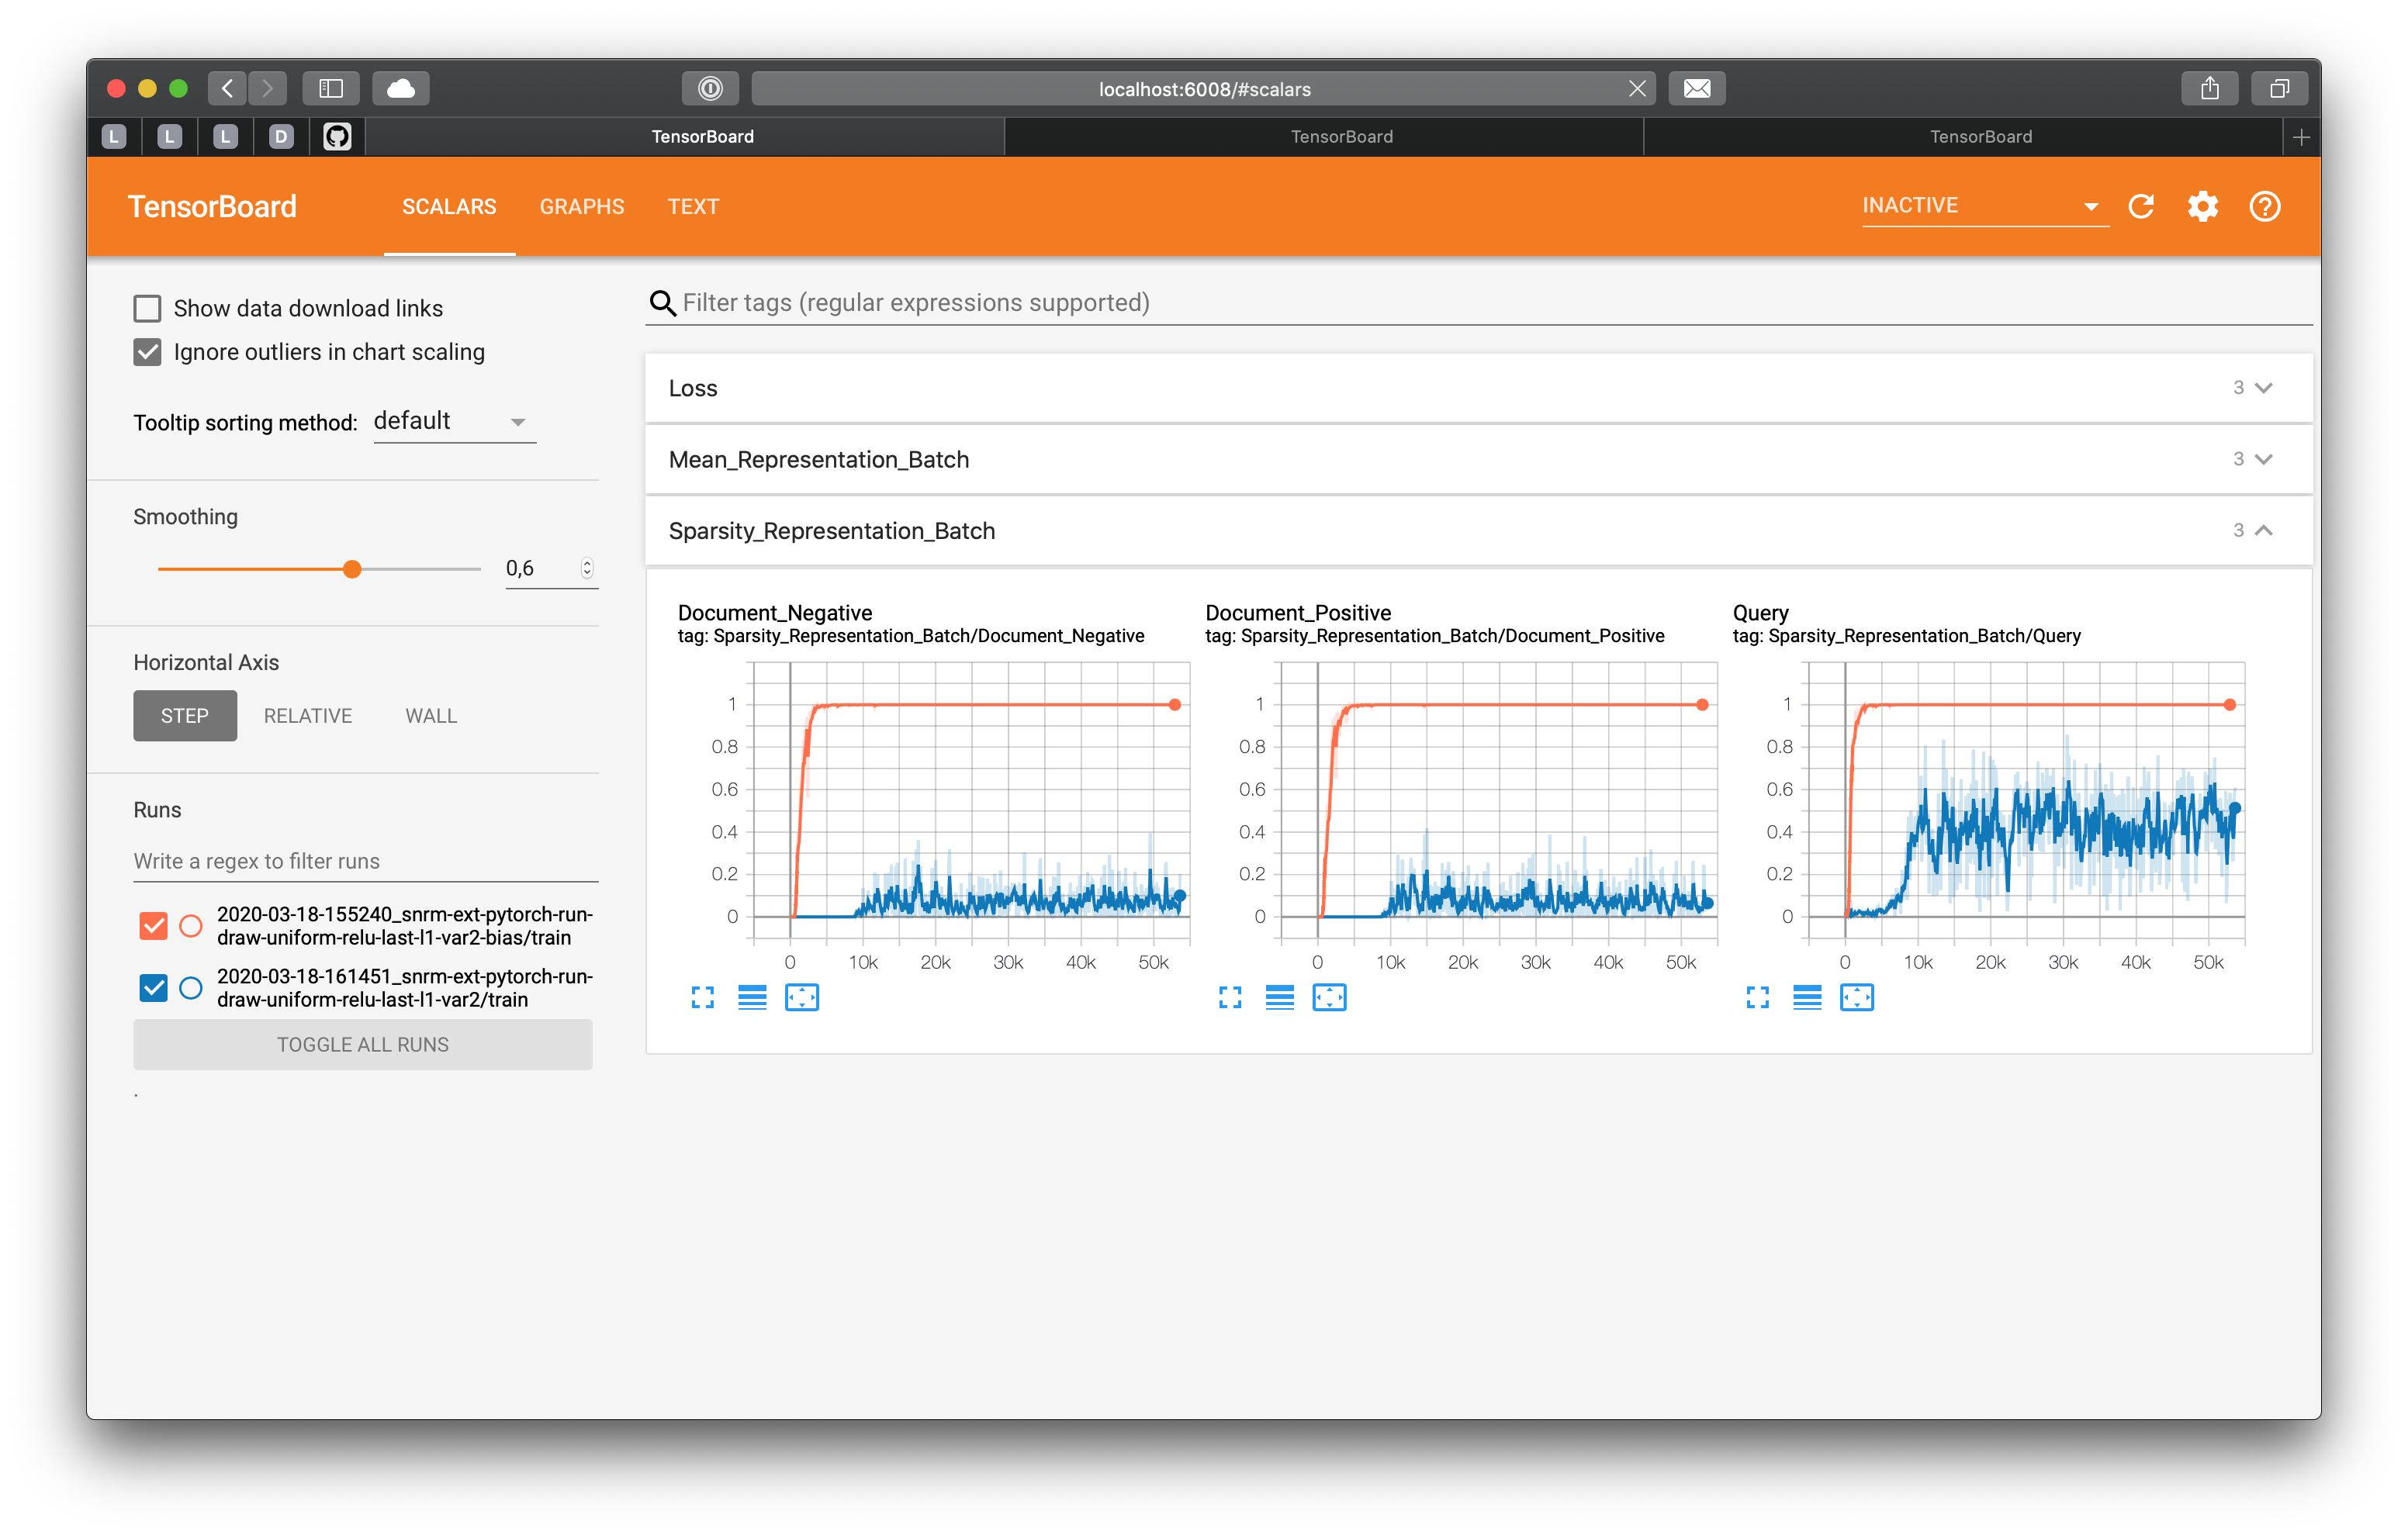 localhost:6008/#scalars
L
L
L
D
TensorBoard
TensorBoard
TensorBoard
TensorBoard
SCALARS
GRAPHS
TEXT
INACTIVE
Show data download links
Ignore outliers in chart scaling
Tooltip sorting method: default
Smoothing
0,6
Horizontal Axis
STEP
RELATIVE
WALL
Runs
Write a regex to filter runs
2020-03-18-155240_snrm-ext-pytorch-run-
draw-uniform-relu-last-l1-var2-bias/train
2020-03-18-161451_snrm-ext-pytorch-run-
draw-uniform-relu-last-l1-var2/train
TOGGLE ALL RUNS
.
Filter tags (regular expressions supported)
Loss
3
Mean_Representation_Batch
3
Sparsity_Representation_Batch
3
Document_Negative
tag: Sparsity_Representation_Batch/Document_Negative
1
0.8
0.6
0.4
0.2
0
0 10k 20k 30k 40k 50k
Document_Positive
tag: Sparsity_Representation_Batch/Document_Positive
1
0.8
0.6
0.4
0.2
0
0 10k 20k 30k 40k 50k
Query
tag: Sparsity_Representation_Batch/Query
1
0.8
0.6
0.4
0.2
0
0 10k 20k 30k 40k 50k